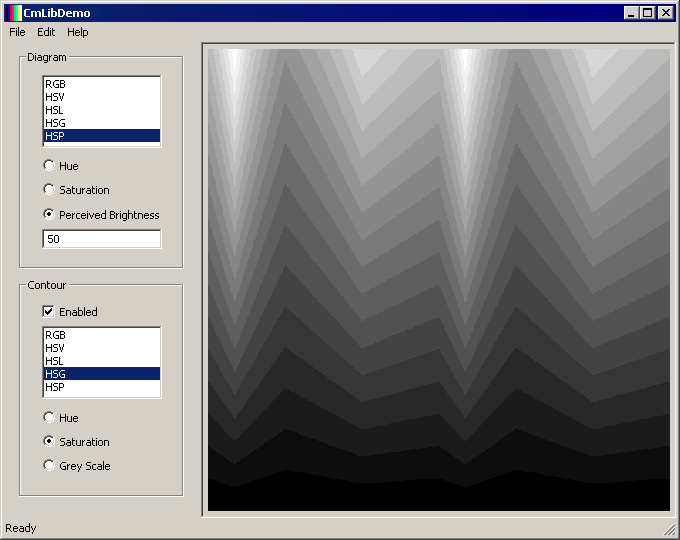 CmLibDemo
File Edit Help
Diagram
RGB
HSV
HSL
HSG
HSP
Hue
Saturation
Perceived Brightness
50
Contour
Enabled
RGB
HSV
HSL
HSG
HSP
Hue
Saturation
Grey Scale
Ready